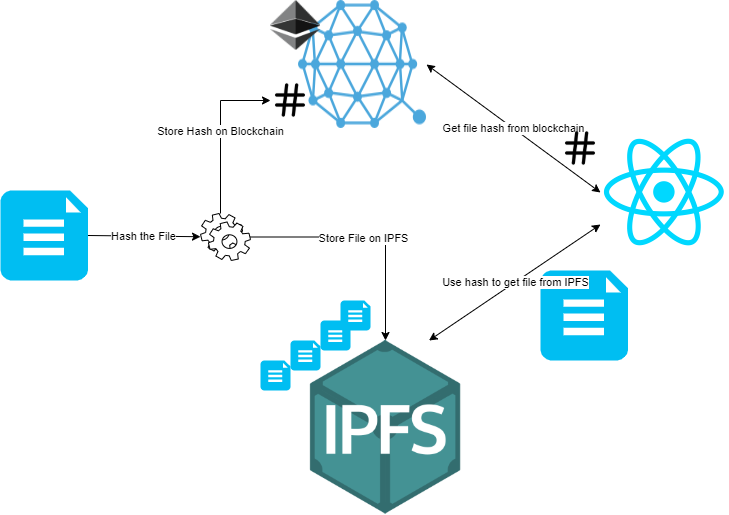 #
Store Hash on Blockchain
Get file hash from blockchain
#
Hash the File
Store File on IPFS
Use hash to get file from IPFS
IPFS